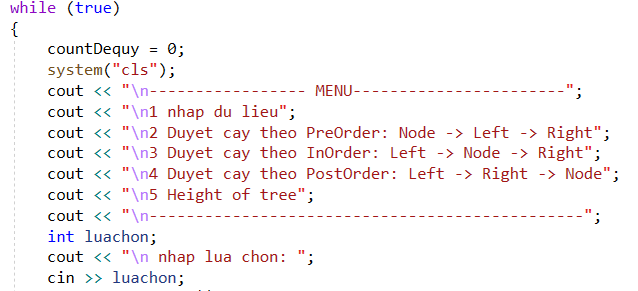 while (true)
{
countDequy = 0;
system("cls");
cout << "\n----------------- MENU-----------------------";
cout << "\n1 nhap du lieu";
cout << "\n2 Duyet cay theo PreOrder: Node -> Left -> Right";
cout << "\n3 Duyet cay theo InOrder: Left -> Node -> Right";
cout << "\n4 Duyet cay theo PostOrder: Left -> Right -> Node";
cout << "\n5 Height of tree";
cout << "\n-----------------------------------------------";
int luachon;
cout << "\n nhap lua chon: ";
cin >> luachon;